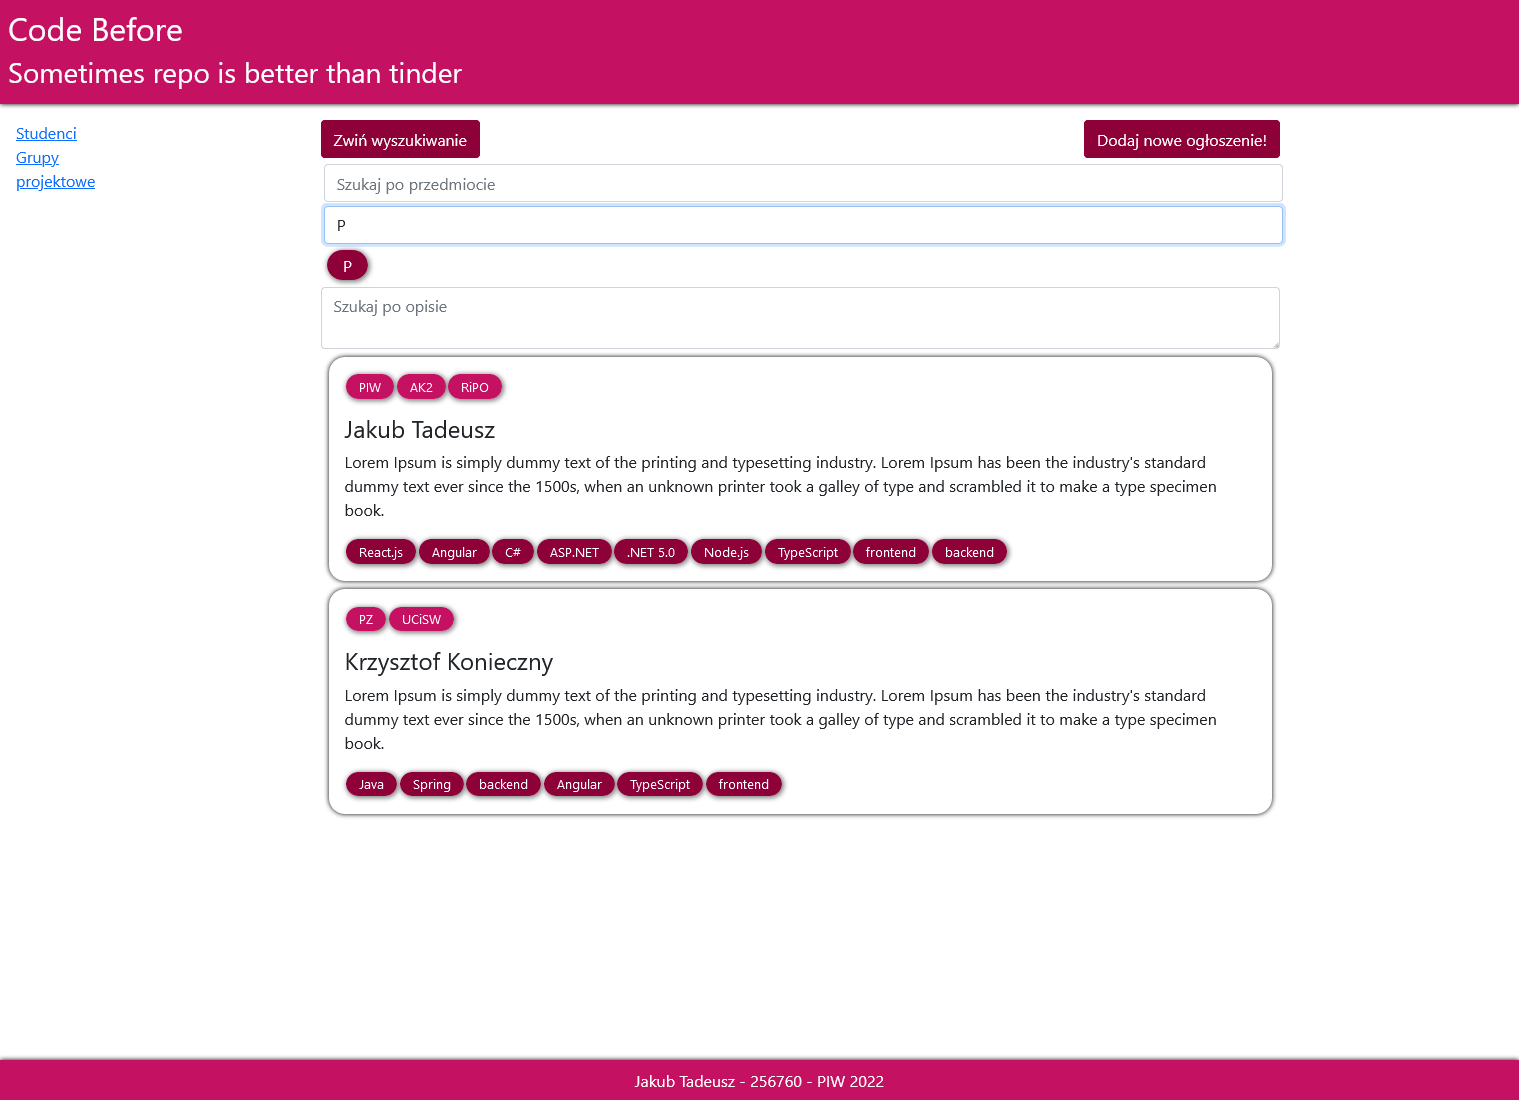 Code Before
Sometimes repo is better than tinder
Studenci
Grupy
projektowe
Zwiń wyszukiwanie
Dodaj nowe ogłoszenie!
Szukaj po przedmiocie
P
P
Szukaj po opisie
PIW AK2 RiPO
Jakub Tadeusz
Lorem Ipsum is simply dummy text of the printing and typesetting industry. Lorem Ipsum has been the industry's standard
dummy text ever since the 1500s, when an unknown printer took a galley of type and scrambled it to make a type specimen
book.
React.js Angular C# ASP.NET .NET 5.0 Node.js TypeScript frontend backend
PZ UCiSW
Krzysztof Konieczny
Lorem Ipsum is simply dummy text of the printing and typesetting industry. Lorem Ipsum has been the industry's standard
dummy text ever since the 1500s, when an unknown printer took a galley of type and scrambled it to make a type specimen
book.
Java Spring backend Angular TypeScript frontend
Jakub Tadeusz - 256760 - PIW 2022